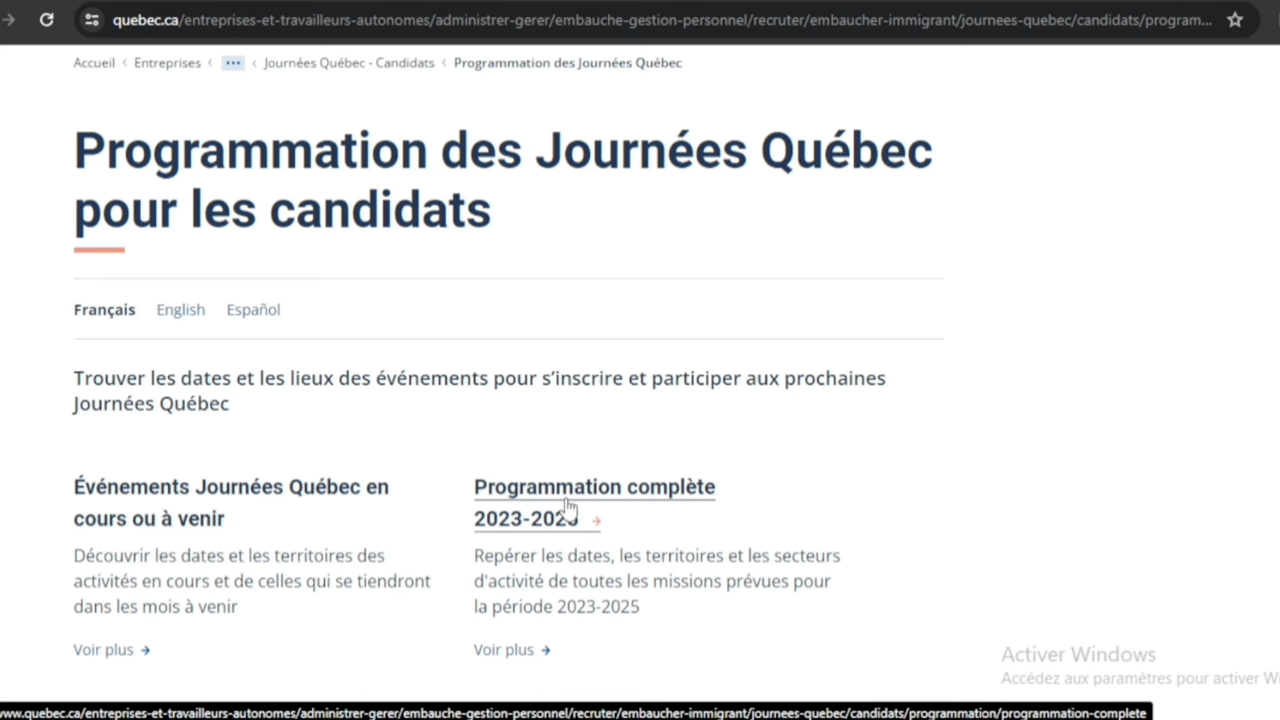 quebec.ca/entreprises-et-travailleurs-autonomes/administrer-gerer/embauche-gestion-personnel/recruter/embaucher-immigrant/journees-quebec/candidats/program...
Accueil < Entreprises < ••• < Journées Québec - Candidats < Programmation des Journées Québec
Programmation des Journées Québec
pour les candidats
Français English Español
Trouver les dates et les lieux des événements pour s'inscrire et participer aux prochaines
Journées Québec
Événements Journées Québec en
cours ou à venir
Découvrir les dates et les territoires des
activités en cours et de celles qui se tiendront
dans les mois à venir
Voir plus →
Programmation complète
→
Repérer les dates, les territoires et les secteurs
d'activité de toutes les missions prévues pour
la période 2023-2025
Voir plus →
Activer Windows
Accédez aux paramètres pour activer
www.quebec.ca/entreprises-et-travailleurs-autonomes/administrer-gerer/embauche-gestion-personnel/recruter/embaucher-immigrant/journees-quebec/candidats/programmation/programmation-complete